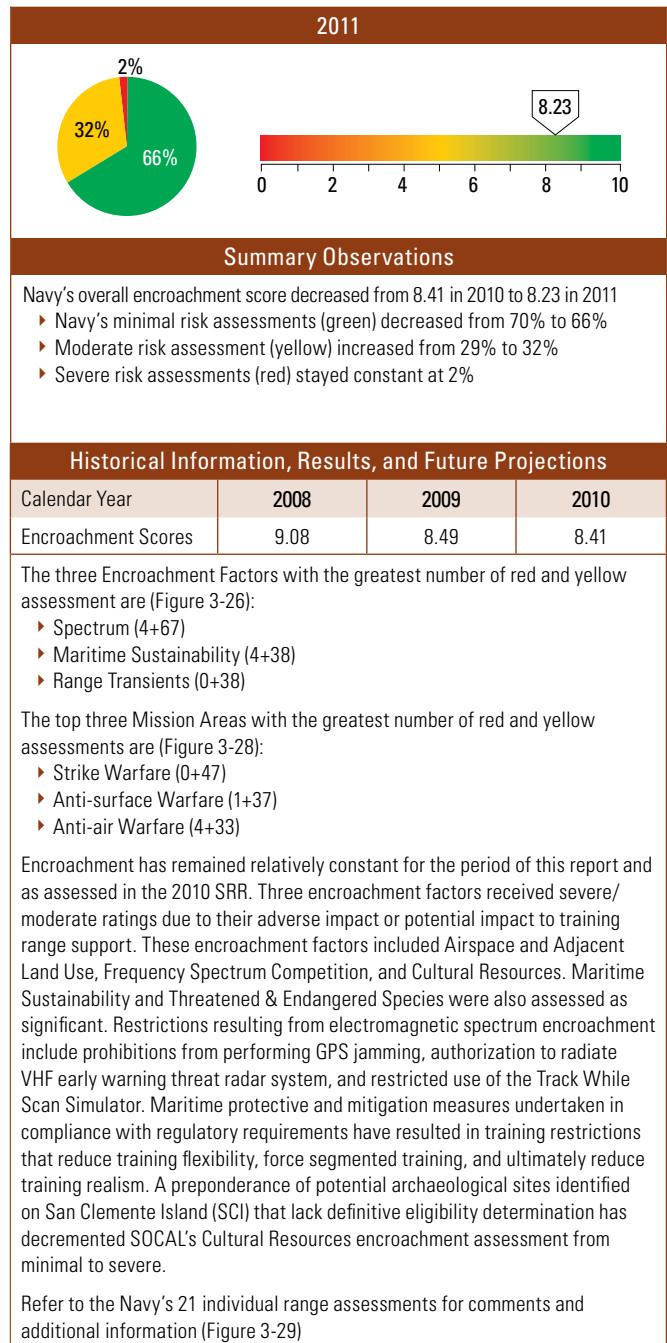 2011
2%
32%
66%
8.23
0 2 4 6 8 10
Summary Observations
Navy's overall encroachment score decreased from 8.41 in 2010 to 8.23 in 2011
▸ Navy's minimal risk assessments (green) decreased from 70% to 66%
▸ Moderate risk assessment (yellow) increased from 29% to 32%
▸ Severe risk assessments (red) stayed constant at 2%
Historical Information, Results, and Future Projections
Calendar Year 2008 2009 2010
Encroachment Scores 9.08 8.49 8.41
The three Encroachment Factors with the greatest number of red and yellow
assessment are (Figure 3-26):
▸ Spectrum (4+67)
▸ Maritime Sustainability (4+38)
▸ Range Transients (0+38)
The top three Mission Areas with the greatest number of red and yellow
assessments are (Figure 3-28):
▸ Strike Warfare (0+47)
▸ Anti-surface Warfare (1+37)
▸ Anti-air Warfare (4+33)
Encroachment has remained relatively constant for the period of this report and
as assessed in the 2010 SRR. Three encroachment factors received severe/
moderate ratings due to their adverse impact or potential impact to training
range support. These encroachment factors included Airspace and Adjacent
Land Use, Frequency Spectrum Competition, and Cultural Resources. Maritime
Sustainability and Threatened & Endangered Species were also assessed as
significant. Restrictions resulting from electromagnetic spectrum encroachment
include prohibitions from performing GPS jamming, authorization to radiate
VHF early warning threat radar system, and restricted use of the Track While
Scan Simulator. Maritime protective and mitigation measures undertaken in
compliance with regulatory requirements have resulted in training restrictions
that reduce training flexibility, force segmented training, and ultimately reduce
training realism. A preponderance of potential archaeological sites identified
on San Clemente Island (SCI) that lack definitive eligibility determination has
decremented SOCAL's Cultural Resources encroachment assessment from
minimal to severe.
Refer to the Navy's 21 individual range assessments for comments and
additional information (Figure 3-29)